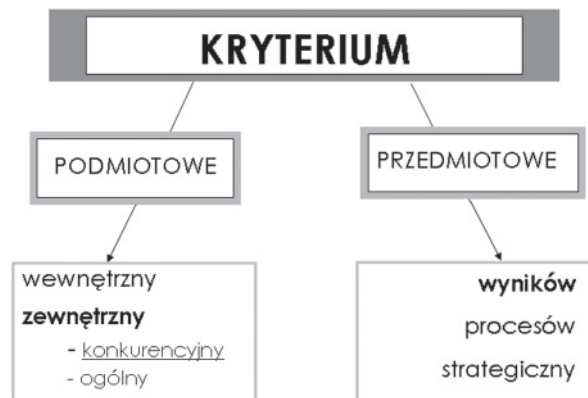 KRYTERIUM
PODMIOTOWE
PRZEDMIOTOWE
wewnętrzny
zewnętrzny
- konkurencyjny
- ogólny
wyników
procesów
strategiczny